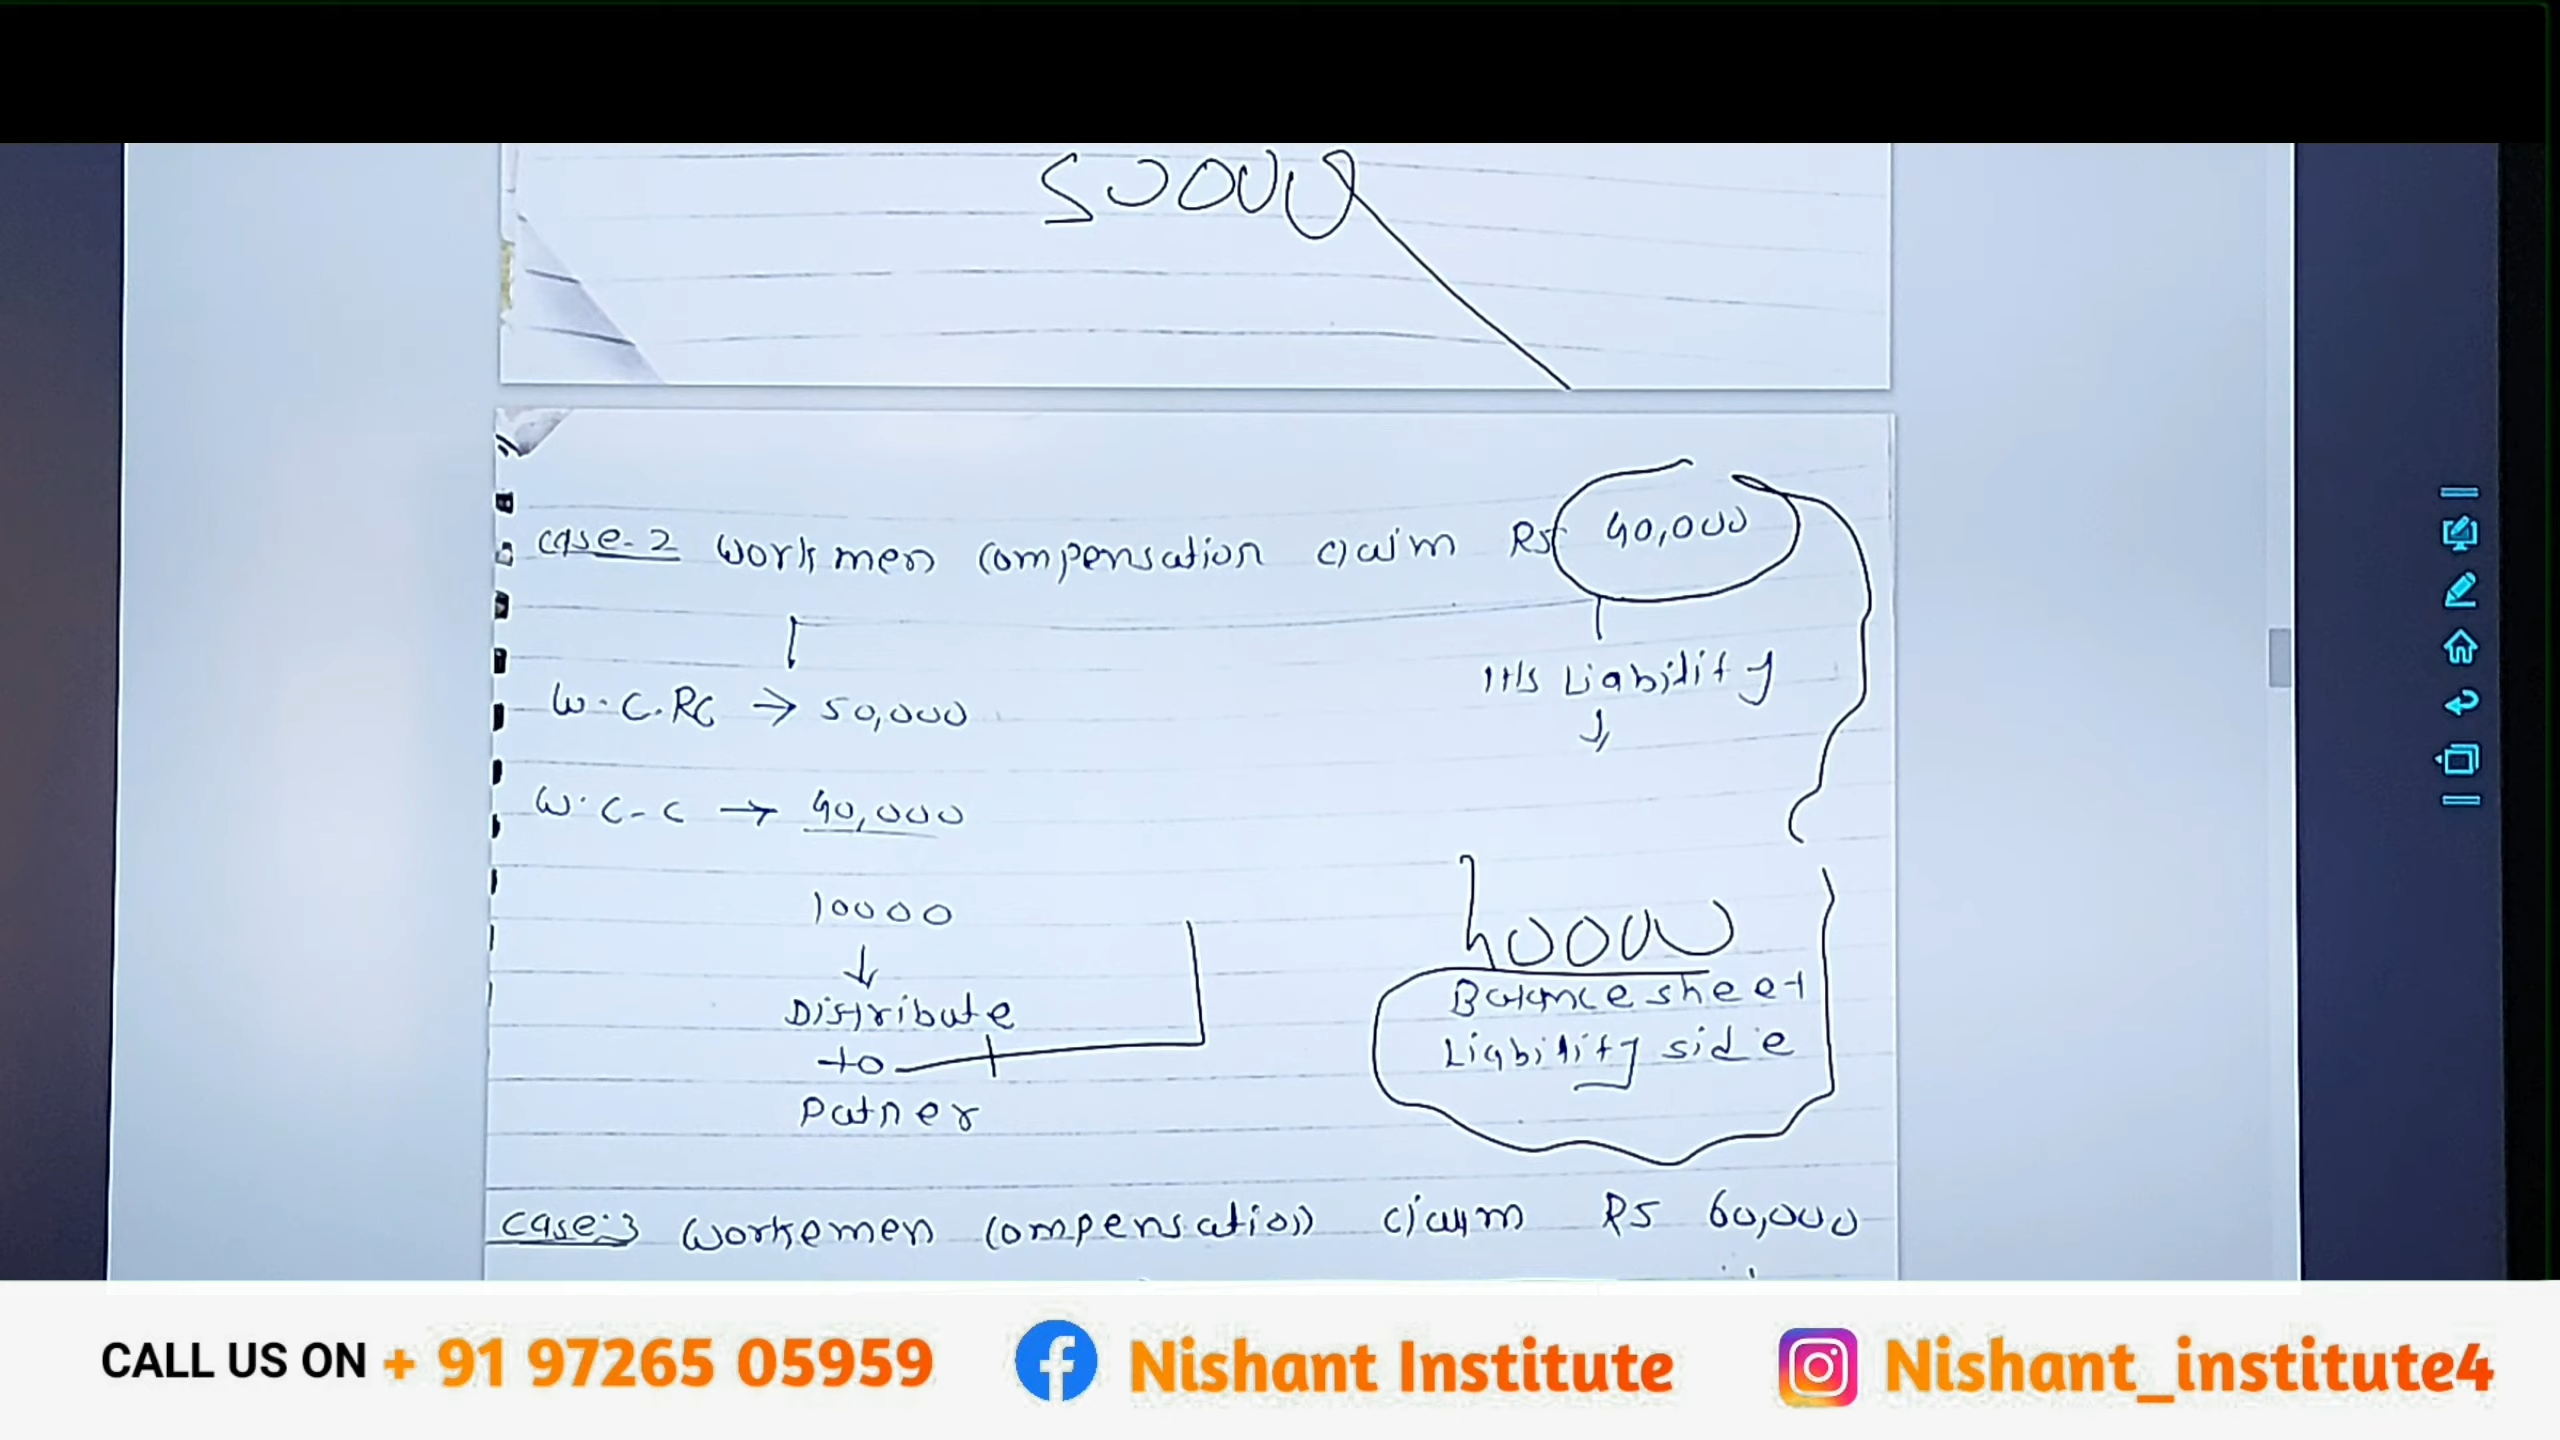 50000
case-2 workmen compensation claim Rs 40,000
W.C.RC → 50,000
It's Liability
↓
W.C-C → 40,000
10000
↓
Distribute
to
Patner
40000
Balance sheet
Liability side
case:3 workemen compensation claim Rs 60,000
CALL US ON + 91 97265 05959 Nishant Institute Nishant_institute4